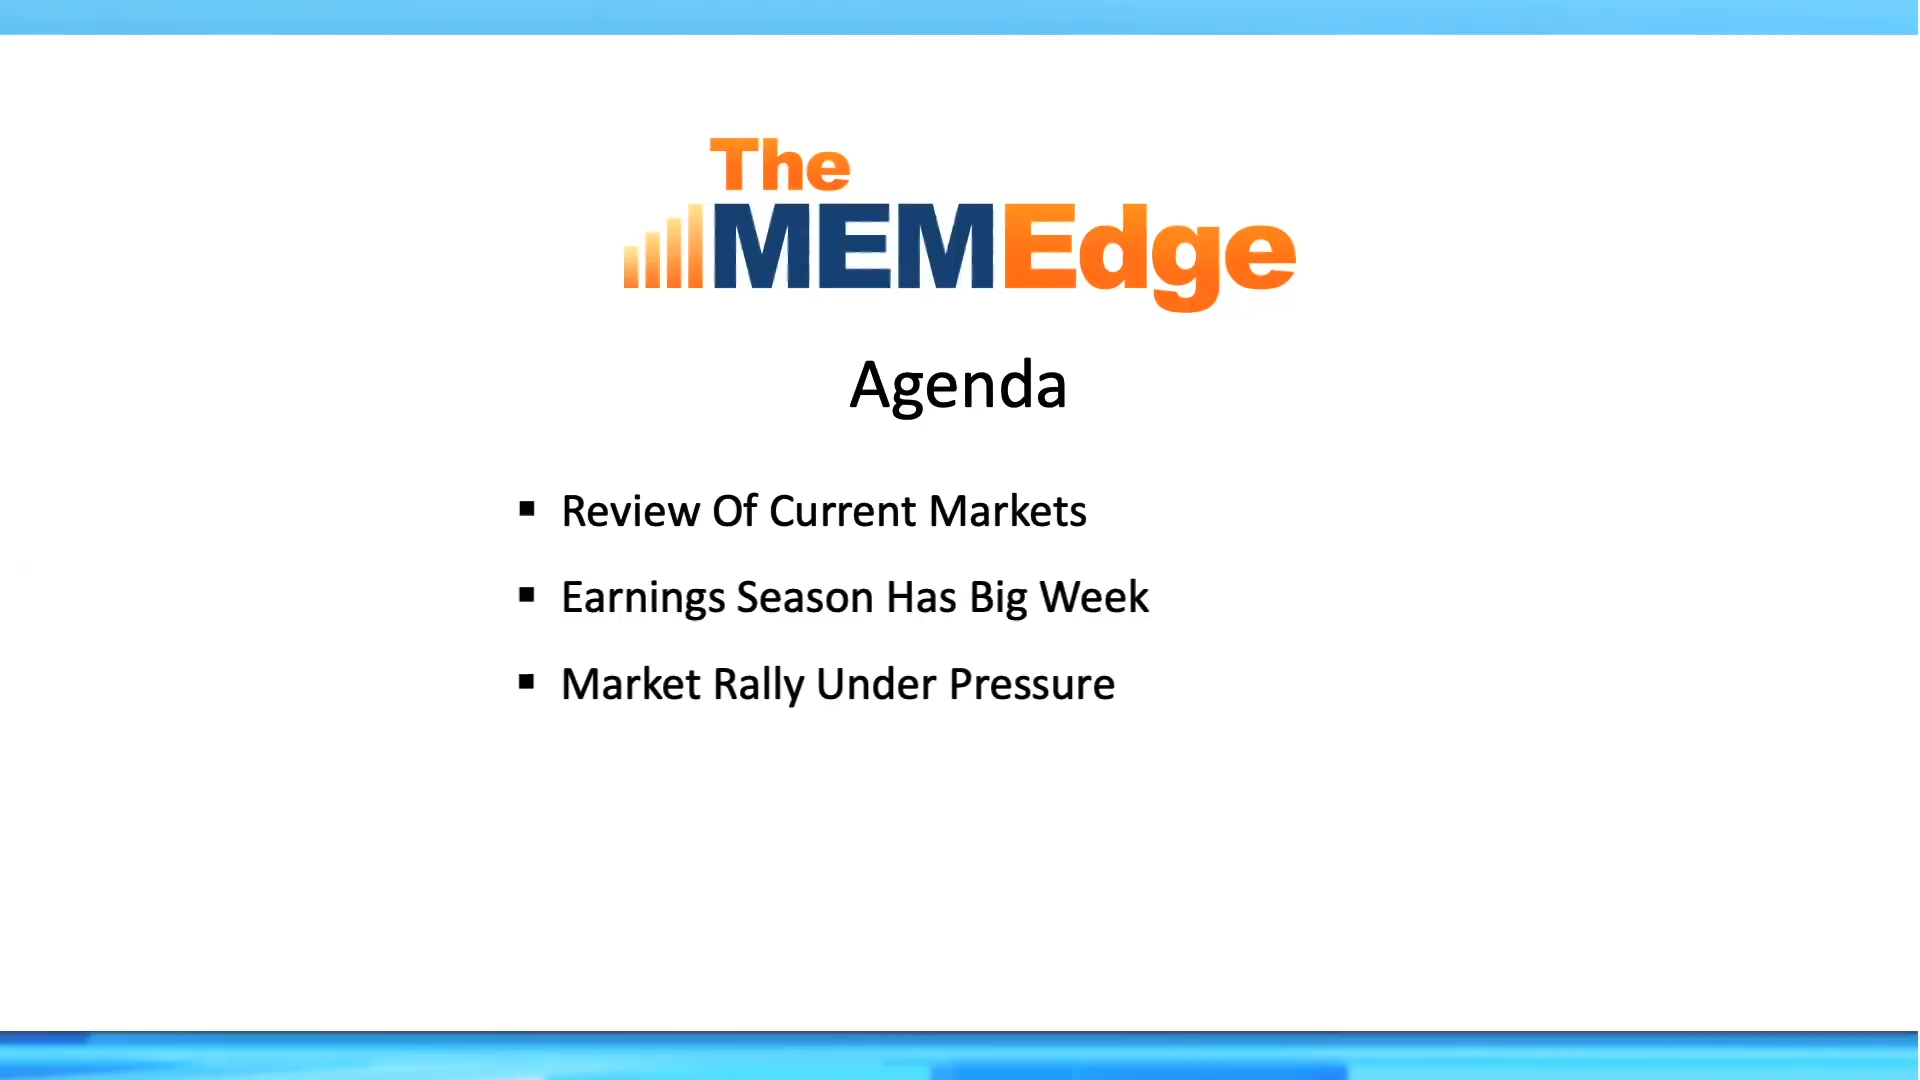 The
MEMEdge
Agenda
▪ Review Of Current Markets
▪ Earnings Season Has Big Week
▪ Market Rally Under Pressure